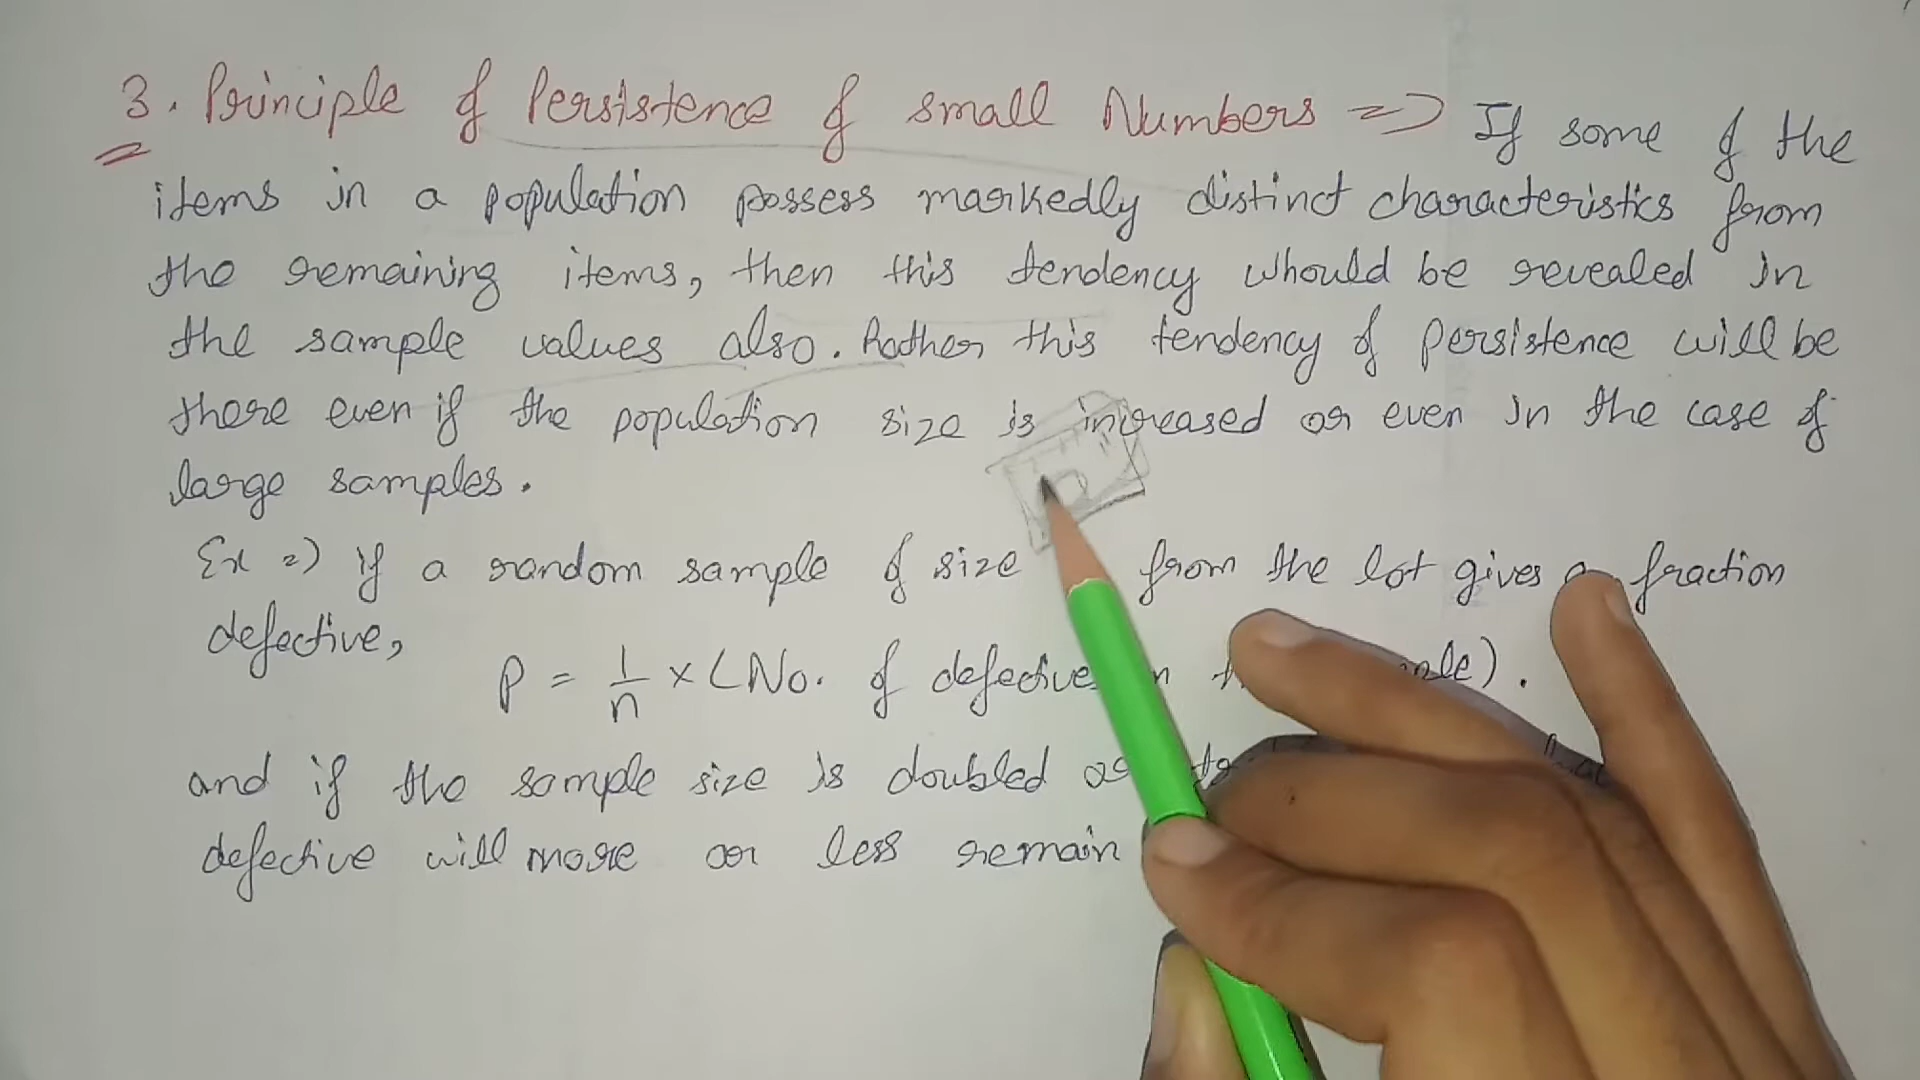 3. Principle of Persistence of small Numbers => If some of the
items in a population possess markedly distinct characteristics from
the remaining items, then this tendency whould be revealed in
the sample values also. Rather this tendency of persistence will be
there even if the population size is increased or even in the case of
large samples.
Ex => if a random sample of size from the lot gives a fraction
defective,
P = 1/n × (No. of defective
and if the sample size is doubled
defective will more or less remain